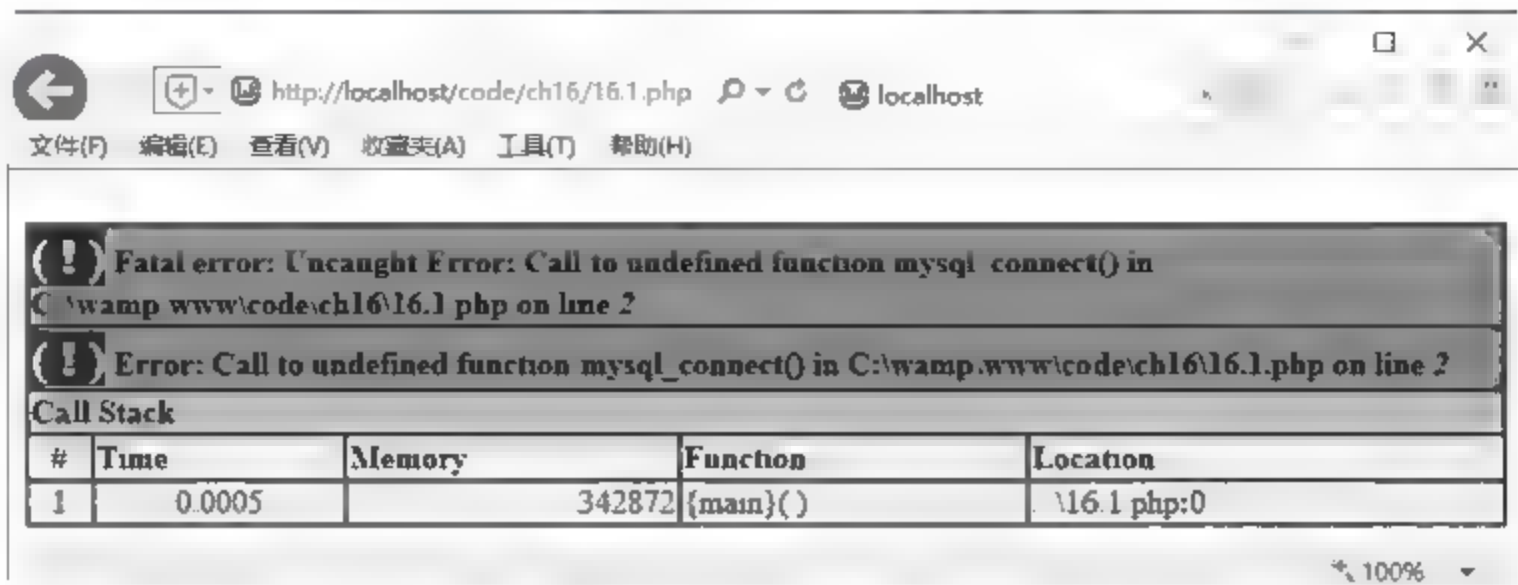 http://localhost/code/ch16/16.1.php localhost
文件(F) 编辑(E) 查看(V) 收藏夹(A) 工具(T) 帮助(H)
( ! ) Fatal error: Uncaught Error: Call to undefined function mysql_connect() in
C:\wamp\www\code\ch16\16.1.php on line 2
( ! ) Error: Call to undefined function mysql_connect() in C:\wamp\www\code\ch16\16.1.php on line 2
Call Stack
# Time Memory Function Location
1 0.0005 342872 {main}( ) ..\16.1.php:0
100%